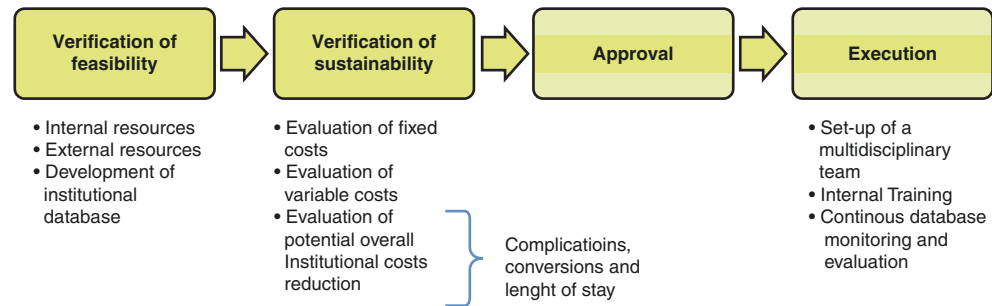 Verification of
feasibility
Verification of
sustainability
Approval
Execution
• Internal resources
• External resources
• Development of
institutional
database
• Evaluation of fixed
costs
• Evaluation of
variable costs
• Evaluation of
potential overall
Institutional costs
reduction
Complicatioins,
conversions and
lenght of stay
• Set-up of a
multidisciplinary
team
• Internal Training
• Continous database
monitoring and
evaluation